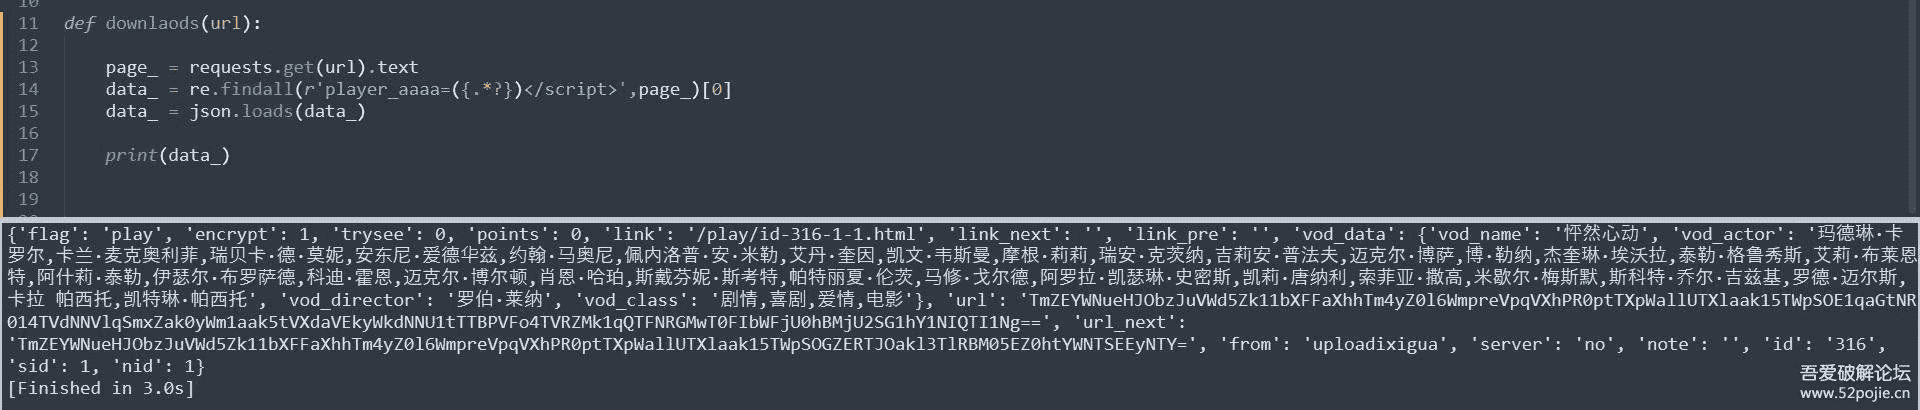 10
11 def downlaods(url):
12
13 page_ = requests.get(url).text
14 data_ = re.findall(r'player_aaaa=({.*?})</script>',page_)[0]
15 data_ = json.loads(data_)
16
17 print(data_)
18
19
{'flag': 'play', 'encrypt': 1, 'trysee': 0, 'points': 0, 'link': '/play/id-316-1-1.html', 'link_next': '', 'link_pre': '', 'vod_data': {'vod_name': '怦然心动', 'vod_actor': '玛德琳·卡
罗尔,卡兰·麦克奥利菲,瑞贝卡·德·莫妮,安东尼·爱德华兹,约翰·马奥尼,佩内洛普·安·米勒,艾丹·奎因,凯文·韦斯曼,摩根·莉莉,瑞安·克茨纳,吉莉安·普法夫,迈克尔·博萨,博·勒纳,杰奎琳·埃沃拉,泰勒·格鲁秀斯,艾莉·布莱恩
特,阿什莉·泰勒,伊瑟尔·布罗萨德,科迪·霍恩,迈克尔·博尔顿,肖恩·哈珀,斯戴芬妮·斯考特,帕特丽夏·伦茨,马修·戈尔德,阿罗拉·凯瑟琳·史密斯,凯莉·唐纳利,索菲亚·撒高,米歇尔·梅斯默,斯科特·乔尔·吉兹基,罗德·迈尔斯,
卡拉 帕西托,凯特琳·帕西托', 'vod_director': '罗伯·莱纳', 'vod_class': '剧情,喜剧,爱情,电影'}, 'url': 'TmZEYWNueHJObzJuVWd5Zk11bXFFaXhhTm4yZ0l6WmpreVpqVXhPR0ptTXpWallUTXlaak15TWpSOE1qaGtNR
014TVdNNVlqSmxZak0yWm1aak5tVXdaVEkyWkdNNU1tTTBPVFo4TVRZMk1qQTFNRGMwT0FIbWFjU0hBMjU2SG1hY1NIQTI1Ng==', 'url_next':
'TmZEYWNueHJObzJuVWd5Zk11bXFFaXhhTm4yZ0l6WmpreVpqVXhPR0ptTXpWallUTXlaak15TWpSOGZERTJOakl3TlRBM05EZ0htYWNTSEEyNTY=', 'from': 'uploadixigua', 'server': 'no', 'note': '', 'id': '316',
'sid': 1, 'nid': 1}
[Finished in 3.0s]
吾爱破解论坛
www.52pojie.cn